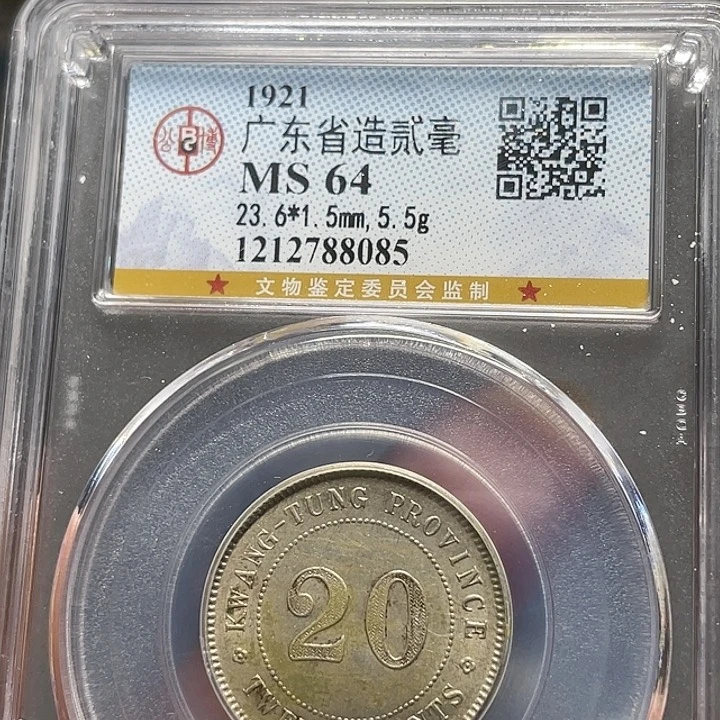 1921
广东省造贰毫
MS 64
23.6*1.5mm,5.5g
1212788085
文物鉴定委员会监制
KWANG-TUNG PROVINCE
20